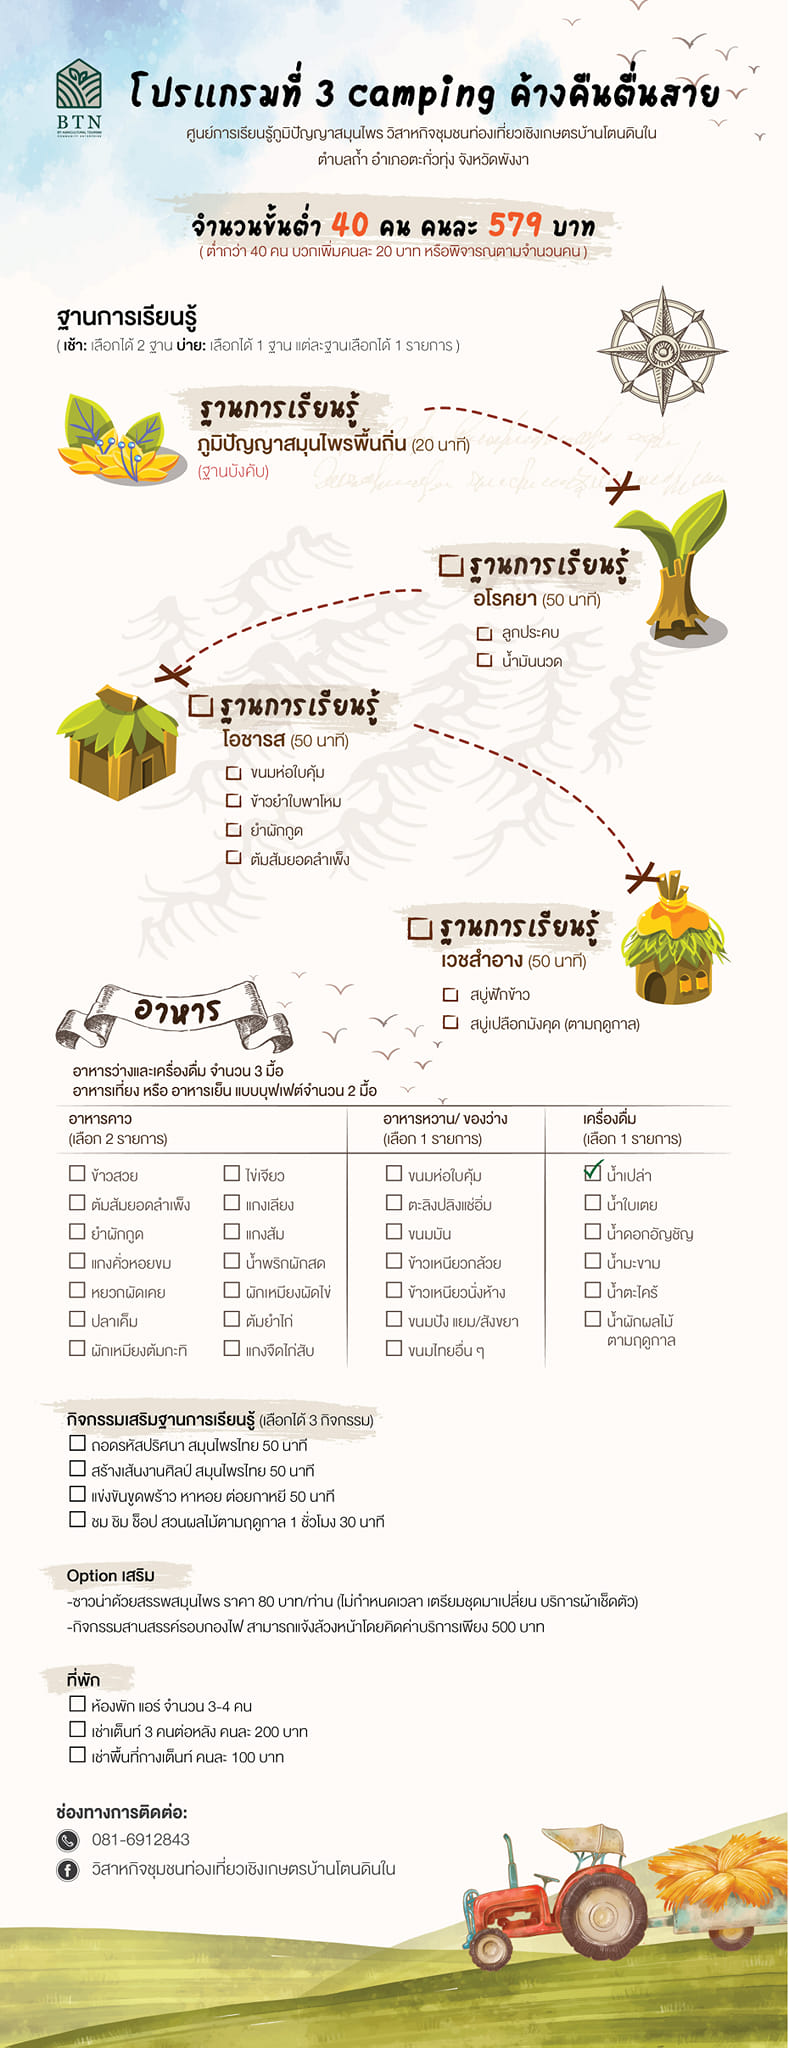 BTN
BY AGRICULTURAL TOURISM
COMMUNITY ENTERPRISE
โปรแกรมที่ 3 camping ค้างคืนตื่นสาย
ศูนย์การเรียนรู้ภูมิปัญญาสมุนไพร วิสาหกิจชุมชนท่องเที่ยวเชิงเกษตรบ้านโตนดินใน
ตำบลถ้ำ อำเภอตะกั่วทุ่ง จังหวัดพังงา
จำนวนขั้นต่ำ 40 คน คนละ 579 บาท
( ต่ำกว่า 40 คน บวกเพิ่มคนละ 20 บาท หรือพิจารณตามจำนวนคน )
ฐานการเรียนรู้
( เช้า: เลือกได้ 2 ฐาน บ่าย: เลือกได้ 1 ฐาน แต่ละฐานเลือกได้ 1 รายการ )
ฐานการเรียนรู้
ภูมิปัญญาสมุนไพรพื้นถิ่น (20 นาที)
(ฐานบังคับ)
ฐานการเรียนรู้
อโรคยา (50 นาที)
ลูกประคบ
น้ำมันนวด
ฐานการเรียนรู้
โอชารส (50 นาที)
ขนมห่อใบคุ้ม
ข้าวยำใบพาโหม
ยำผักกูด
ต้มส้มยอดลำเพ็ง
ฐานการเรียนรู้
เวชสำอาง (50 นาที)
สบู่ฟักข้าว
สบู่เปลือกมังคุด (ตามฤดูกาล)
อาหาร
อาหารว่างและเครื่องดื่ม จำนวน 3 มื้อ
อาหารเที่ยง หรือ อาหารเย็น แบบบุฟเฟต์จำนวน 2 มื้อ
อาหารคาว
(เลือก 2 รายการ)
ข้าวสวย
ต้มส้มยอดลำเพ็ง
ยำผักกูด
แกงคั่วหอยขม
หยวกผัดเคย
ปลาเค็ม
ผักเหมียงต้มกะทิ
ไข่เจียว
แกงเลียง
แกงส้ม
น้ำพริกผักสด
ผักเหมียงผัดไข่
ต้มยำไก่
แกงจืดไก่สับ
อาหารหวาน/ ของว่าง
(เลือก 1 รายการ)
ขนมห่อใบคุ้ม
ตะลิงปลิงแช่อิ่ม
ขนมมัน
ข้าวเหนียวกล้วย
ข้าวเหนียวนั่งห้าง
ขนมปัง แยม/สังขยา
ขนมไทยอื่น ๆ
เครื่องดื่ม
(เลือก 1 รายการ)
น้ำเปล่า
น้ำใบเตย
น้ำดอกอัญชัญ
น้ำมะขาม
น้ำตะไคร้
น้ำผักผลไม้
ตามฤดูกาล
กิจกรรมเสริมฐานการเรียนรู้ (เลือกได้ 3 กิจกรรม)
ถอดรหัสปริศนา สมุนไพรไทย 50 นาที
สร้างเส้นงานศิลป์ สมุนไพรไทย 50 นาที
แข่งขันขูดพร้าว หาหอย ต่อยกาหยี 50 นาที
ชม ชิม ช็อป สวนผลไม้ตามฤดูกาล 1 ชั่วโมง 30 นาที
Option เสริม
-ซาวน่าด้วยสรรพสมุนไพร ราคา 80 บาท/ท่าน (ไม่กำหนดเวลา เตรียมชุดมาเปลี่ยน บริการผ้าเช็ดตัว)
-กิจกรรมสานสรรค์รอบกองไฟ สามารถแจ้งล้วงหน้าโดยคิดค่าบริการเพียง 500 บาท
ที่พัก
ห้องพัก แอร์ จำนวน 3-4 คน
เช่าเต็นท์ 3 คนต่อหลัง คนละ 200 บาท
เช่าพื้นที่กางเต็นท์ คนละ 100 บาท
ช่องทางการติดต่อ:
081-6912843
วิสาหกิจชุมชนท่องเที่ยวเชิงเกษตรบ้านโตนดินใน